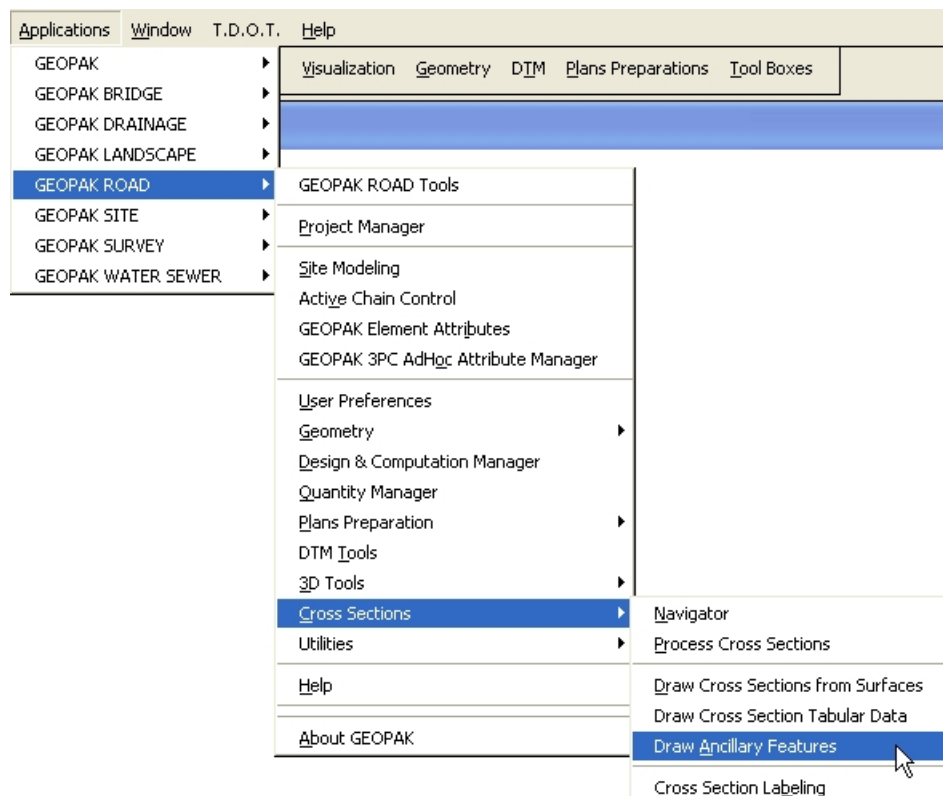 Applications Window T.D.O.T. Help
Visualization Geometry DTM Plans Preparations Tool Boxes
GEOPAK
GEOPAK BRIDGE
GEOPAK DRAINAGE
GEOPAK LANDSCAPE
GEOPAK ROAD
GEOPAK SITE
GEOPAK SURVEY
GEOPAK WATER SEWER
GEOPAK ROAD Tools
Project Manager
Site Modeling
Active Chain Control
GEOPAK Element Attributes
GEOPAK 3PC AdHoc Attribute Manager
User Preferences
Geometry
Design & Computation Manager
Quantity Manager
Plans Preparation
DTM Tools
3D Tools
Cross Sections
Utilities
Help
About GEOPAK
Navigator
Process Cross Sections
Draw Cross Sections from Surfaces
Draw Cross Section Tabular Data
Draw Ancillary Features
Cross Section Labeling